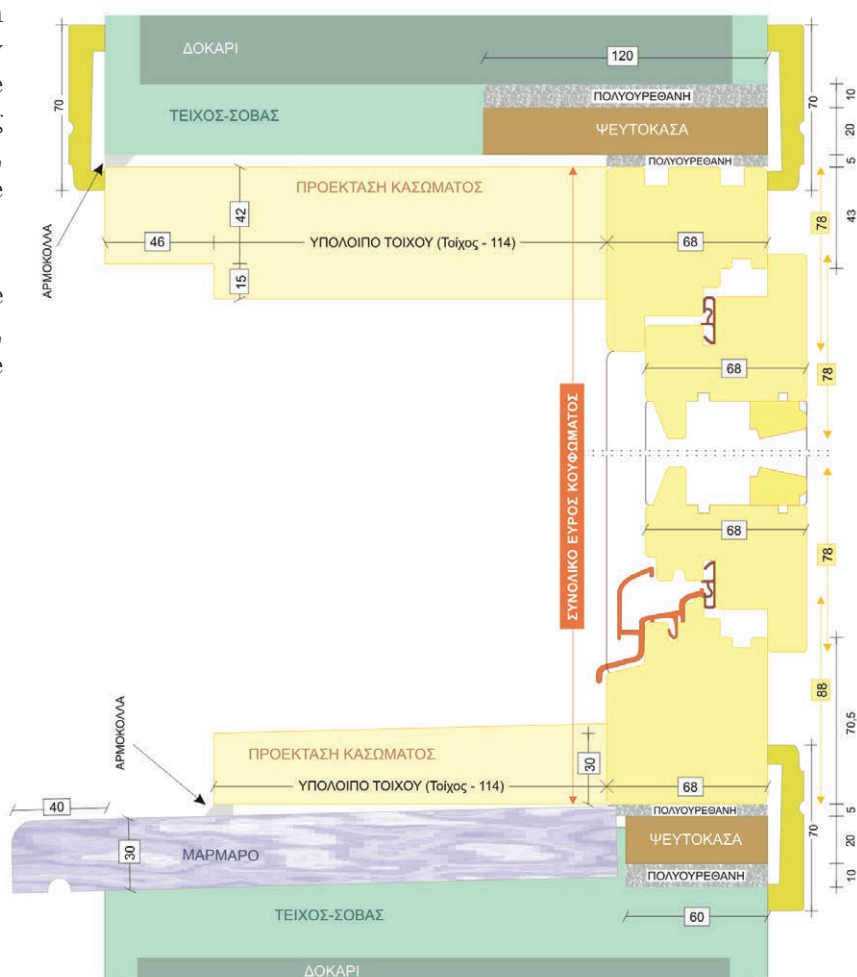 ΔΟΚΑΡΙ
120
ΠΟΛΥΟΥΡΕΘΑΝΗ
10
70
70
ΤΕΙΧΟΣ-ΣΟΒΑΣ
ΨΕΥΤΟΚΑΣΑ
20
ΠΟΛΥΟΥΡΕΘΑΝΗ
5
ΠΡΟΕΚΤΑΣΗ ΚΑΣΩΜΑΤΟΣ
42
43
78
ΑΡΜΟΚΟΛΛΑ
46
ΥΠΟΛΟΙΠΟ ΤΟΙΧΟΥ (Τοίχος - 114)
68
15
68
78
ΣΥΝΟΛΙΚΟ ΕΥΡΟΣ ΚΟΥΦΩΜΑΤΟΣ
68
78
88
70,5
ΑΡΜΟΚΟΛΛΑ
ΠΡΟΕΚΤΑΣΗ ΚΑΣΩΜΑΤΟΣ
30
ΥΠΟΛΟΙΠΟ ΤΟΙΧΟΥ (Τοίχος - 114)
68
40
ΠΟΛΥΟΥΡΕΘΑΝΗ
5
70
30
ΜΑΡΜΑΡΟ
ΨΕΥΤΟΚΑΣΑ
20
ΠΟΛΥΟΥΡΕΘΑΝΗ
10
ΤΕΙΧΟΣ-ΣΟΒΑΣ
60
ΔΟΚΑΡΙ